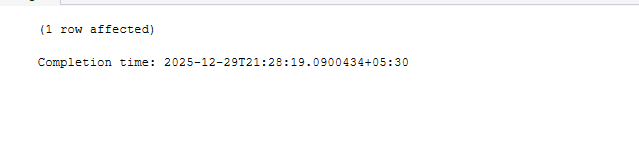 (1 row affected)
Completion time: 2025-12-29T21:28:19.0900434+05:30